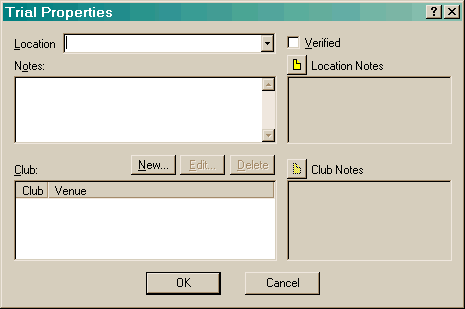 Trial Properties
Location
Verified
Notes:
Location Notes
Club:
New...
Edit...
Delete
Club Notes
Club Venue
OK
Cancel